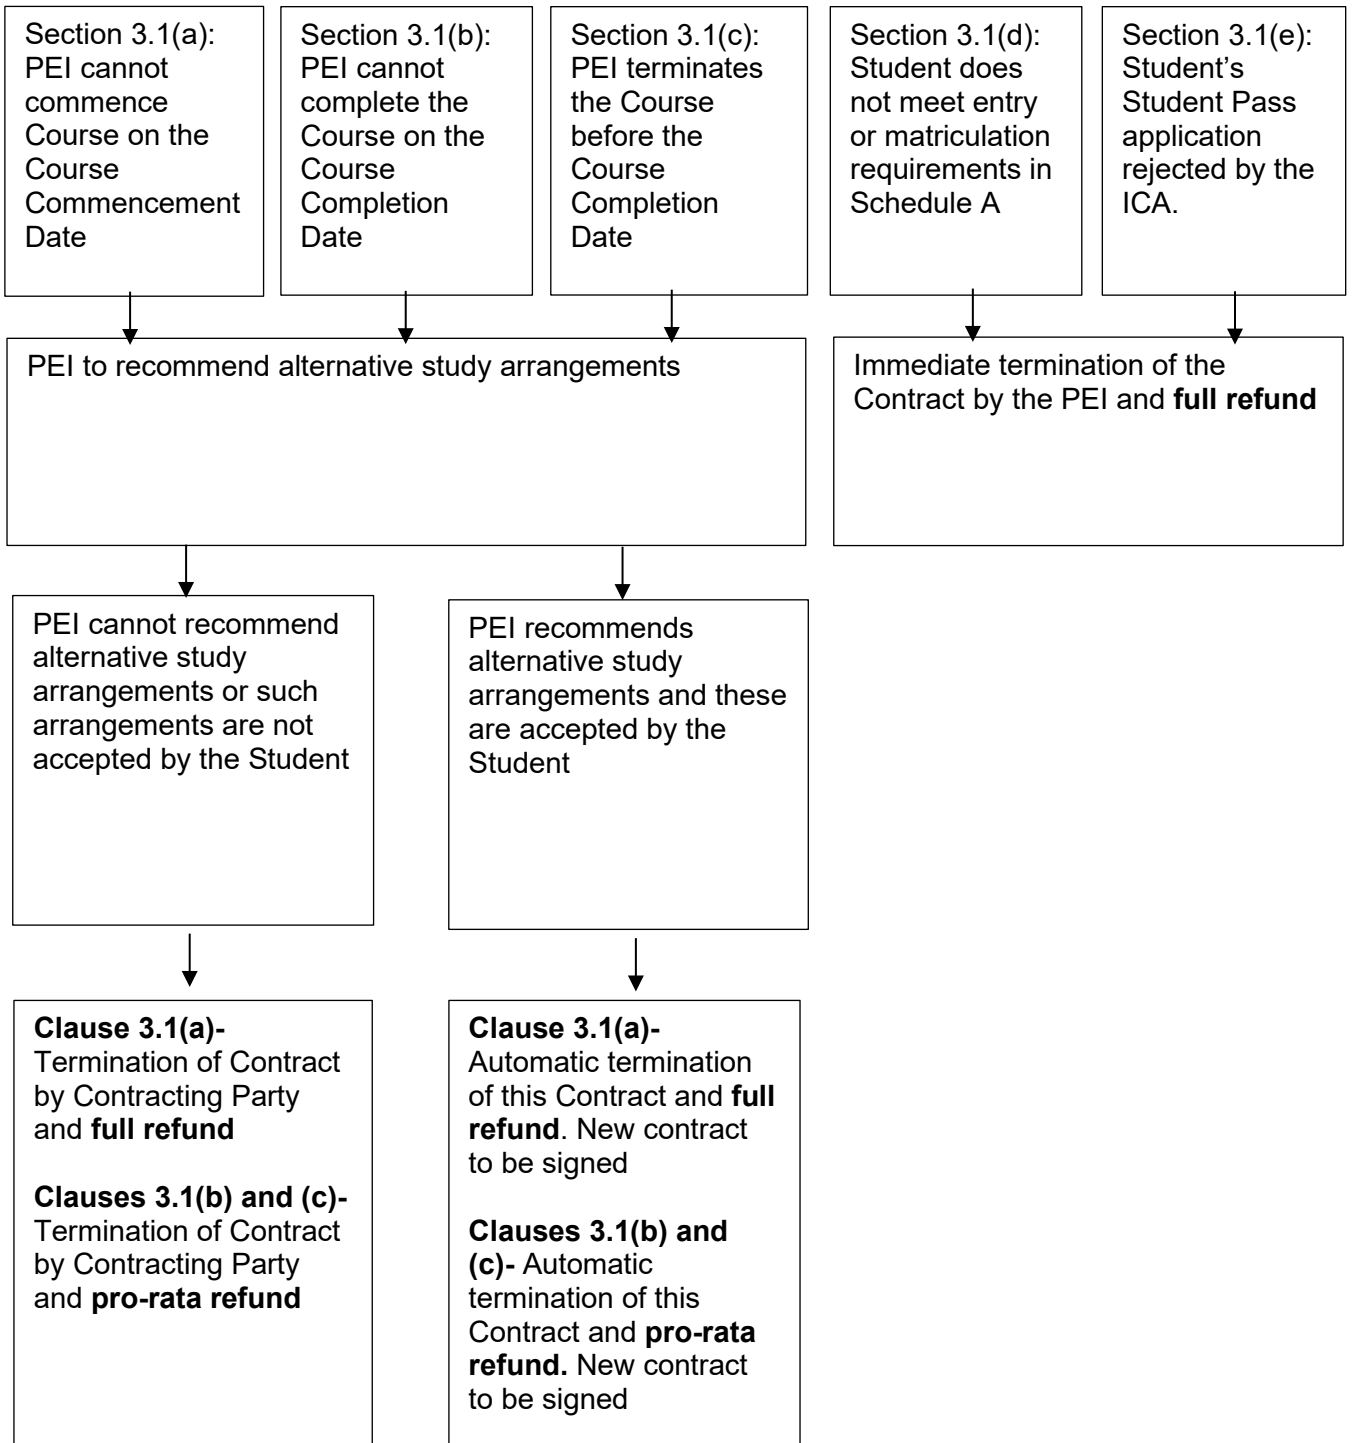 Section 3.1(a):
PEI cannot
commence
Course on the
Course
Commencement
Date
Section 3.1(b):
PEI cannot
complete the
Course on the
Course
Completion
Date
Section 3.1(c):
PEI terminates
the Course
before the
Course
Completion
Date
Section 3.1(d):
Student does
not meet entry
or matriculation
requirements in
Schedule A
Section 3.1(e):
Student’s
Student Pass
application
rejected by the
ICA.
PEI to recommend alternative study arrangements
Immediate termination of the
Contract by the PEI and full refund
PEI cannot recommend
alternative study
arrangements or such
arrangements are not
accepted by the Student
PEI recommends
alternative study
arrangements and these
are accepted by the
Student
Clause 3.1(a)-
Termination of Contract
by Contracting Party
and full refund
Clauses 3.1(b) and (c)-
Termination of Contract
by Contracting Party
and pro-rata refund
Clause 3.1(a)-
Automatic termination
of this Contract and full
refund. New contract
to be signed
Clauses 3.1(b) and
(c)- Automatic
termination of this
Contract and pro-rata
refund. New contract
to be signed